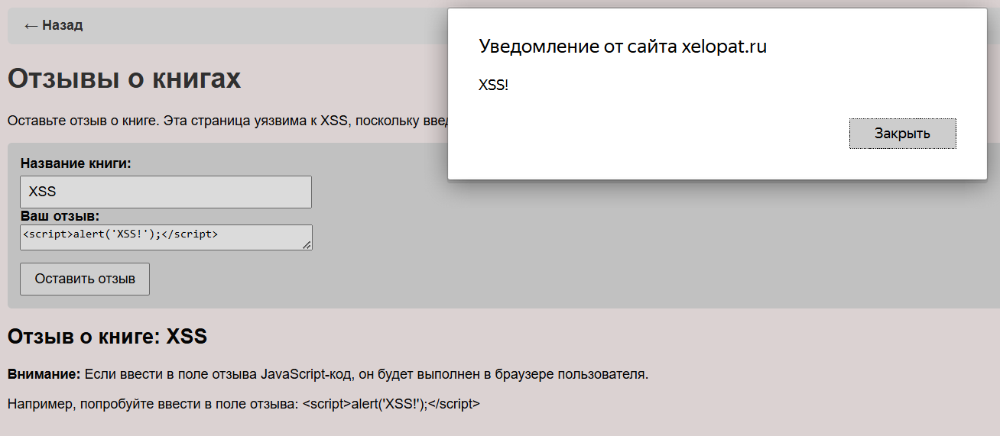 ← Назад
Уведомление от сайта xelopat.ru
XSS!
Закрыть
Отзывы о книгах
Оставьте отзыв о книге. Эта страница уязвима к XSS, поскольку
Название книги:
XSS
Ваш отзыв:
<script>alert('XSS!');</script>
Оставить отзыв
Отзыв о книге: XSS
Внимание: Если ввести в поле отзыва JavaScript-код, он будет выполнен в браузере пользователя.
Например, попробуйте ввести в поле отзыва: <script>alert('XSS!');</script>